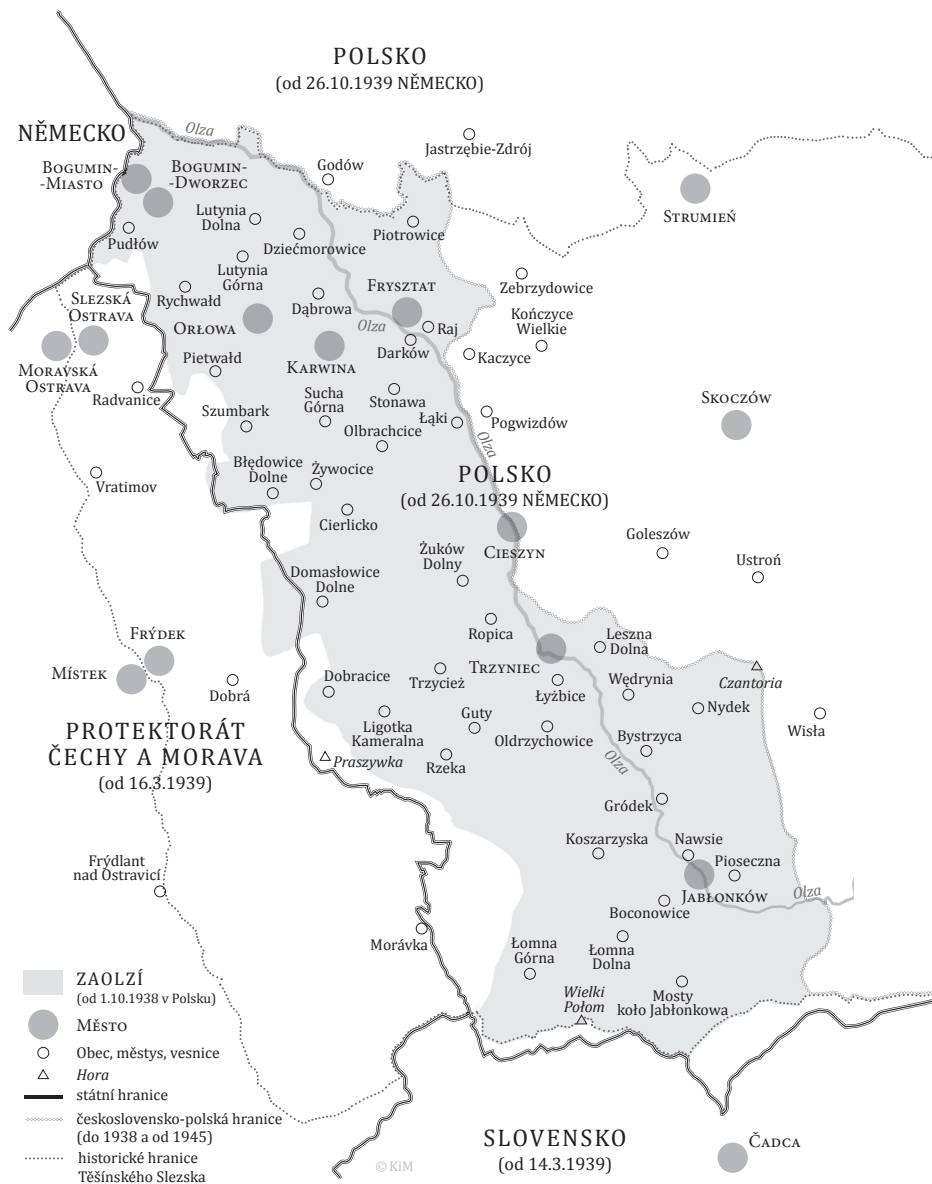 POLSKO
(od 26.10.1939 NĚMECKO)
NĚMECKO
Olza
Jastrzębie-Zdrój
Bogumin-
-Miasto
Bogumin-
-Dworzec
Godów
Strumień
Lutynia
Dolna
Piotrowice
Pudłów
Dziećmorowice
Lutynia
Górna
Zebrzydowice
Rychwałd
Frysztat
Slezská
Ostrava
Dąbrowa
Kończyce
Wielkie
Orłowa
Olza
Raj
Darków
Kaczyce
Moravská
Ostrava
Pietwałd
Karwina
Radvanice
Sucha
Górna
Stonawa
Skoczów
Szumbark
Łąki
Pogwizdów
Olbrachcice
Olza
Błędowice
Dolne
Żywocice
POLSKO
(od 26.10.1939 NĚMECKO)
Vratimov
Cierlicko
Cieszyn
Goleszów
Żuków
Dolny
Ustroń
Domasłowice
Dolne
Ropica
Leszna
Dolna
Frýdek
Místek
Trzyniec
Dobrá
Dobracice
Trzycież
Łyżbice
Wędrynia
Czantoria
Nydek
Ligotka
Kameralna
Guty
Oldrzychowice
Bystrzyca
Wisła
PROTEKTORÁT
ČECHY A MORAVA
(od 16.3.1939)
Praszywka
Rzeka
Olza
Gródek
Koszarzyska
Nawsie
Pioseczna
Frýdlant
nad Ostravicí
Jabłonków
Olza
Boconowice
Morávka
Łomna
Górna
Łomna
Dolna
Wielki
Połom
Mosty
koło Jabłonkowa
ZAOLZÍ
(od 1.10.1938 v Polsku)
Město
Obec, městys, vesnice
Hora
státní hranice
československo-polská hranice
(do 1938 a od 1945)
historické hranice
Těšínského Slezska
© KiM
SLOVENSKO
(od 14.3.1939)
Čadca